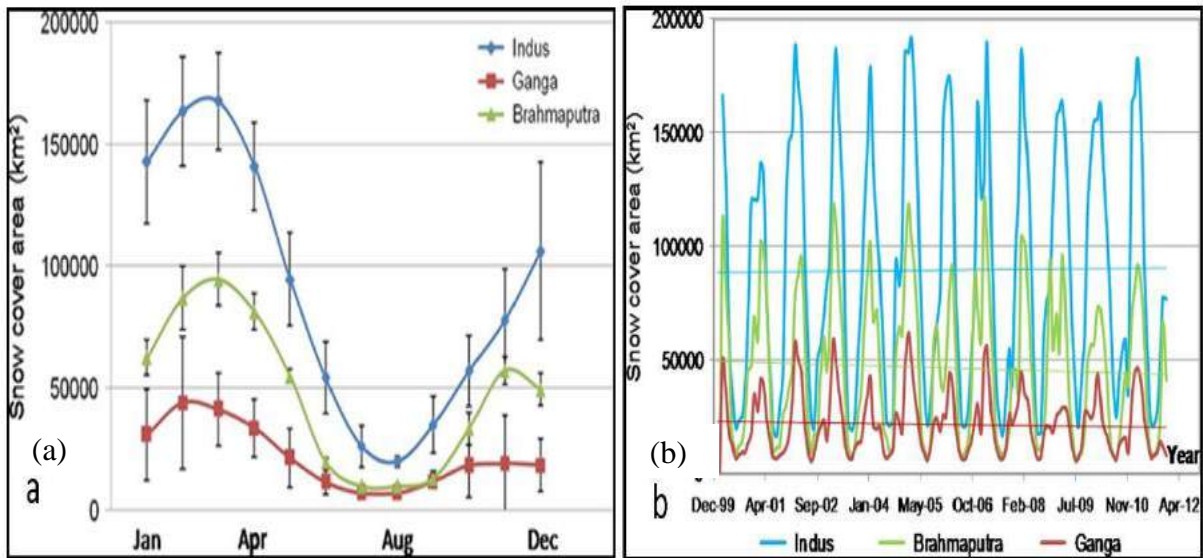 200000
150000
100000
50000
0
Snow cover area (km²)
Indus
Ganga
Brahmaputra
(a)
a
Jan Apr Aug Dec
200000
150000
100000
50000
Snow cover area (km²)
(b)
b
Year
Dec-99 Apr-01 Sep-02 Jan-04 May-05 Oct-06 Feb-08 Jul-09 Nov-10 Apr-12
Indus Brahmaputra Ganga